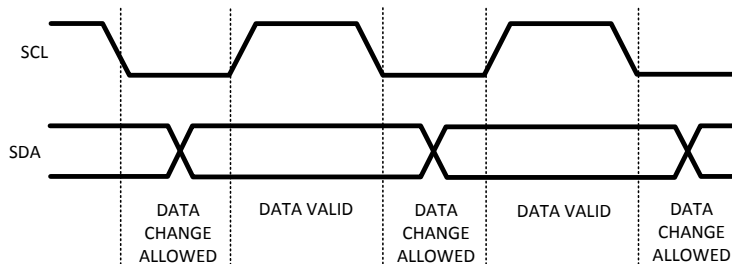 SCL
SDA
DATA CHANGE ALLOWED
DATA VALID
DATA CHANGE ALLOWED
DATA VALID
DATA CHANGE ALLOWED